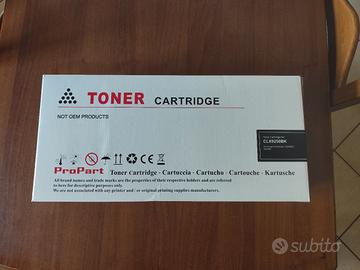 TONER CARTRIDGE
NOT OEM PRODUCTS
CLX9250BK
ProPart Toner cartridge - Cartuccia - Cartucho - Cartouche - Kartusche
All brand names and trade marks are the properties of their respective holders and are referred
to here for descriptive purposes only.
We are not associated with any printer and / or original printing supplies manufacturer.
subito